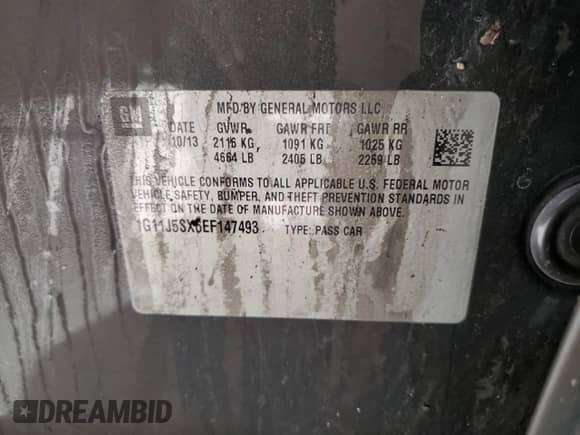 GM
MFD BY GENERAL MOTORS LLC
DATE GVWR GAWR FRT GAWR RR
10/13 2116 KG 1091 KG 1025 KG
4664 LB 2405 LB 2259 LB
THIS VEHICLE CONFORMS TO ALL APPLICABLE U.S. FEDERAL MOTOR
VEHICLE SAFETY, BUMPER, AND THEFT PREVENTION STANDARDS IN
EFFECT ON THE DATE OF MANUFACTURE SHOWN ABOVE.
TYPE: PASS CAR
DREAMBID